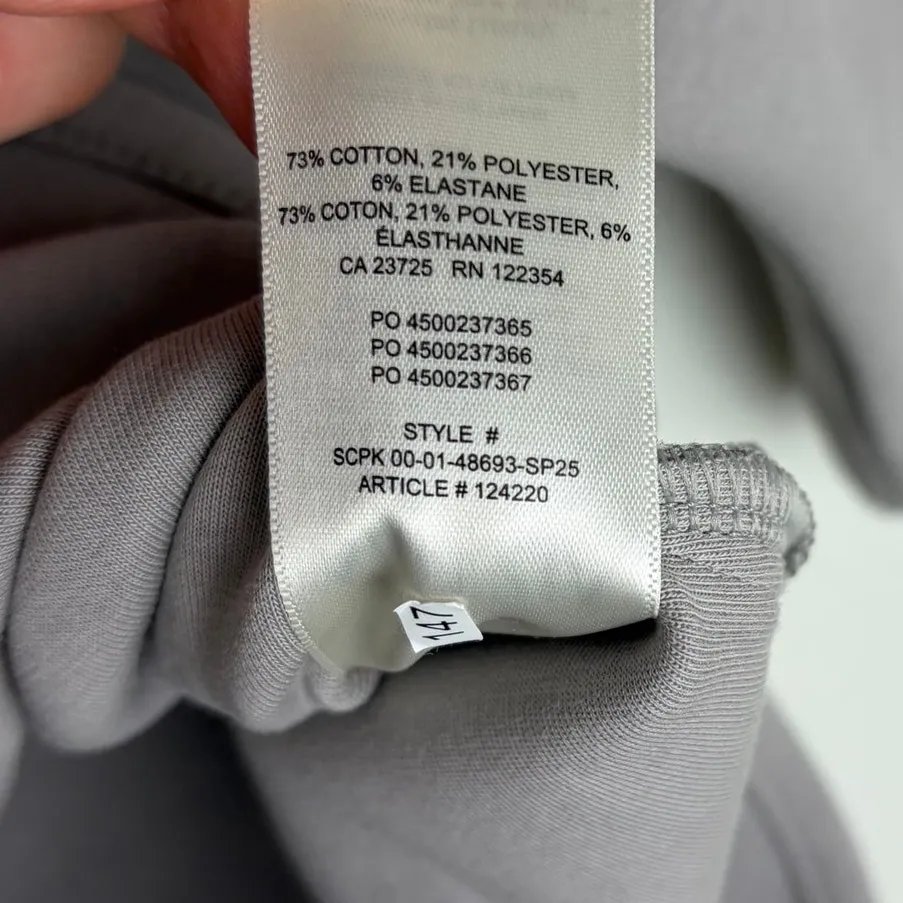 73% COTTON, 21% POLYESTER,
6% ELASTANE
73% COTON, 21% POLYESTER, 6%
ÉLASTHANNE
CA 23725 RN 122354
PO 4500237365
PO 4500237366
PO 4500237367
STYLE #
SCPK 00-01-48693-SP25
ARTICLE # 124220
147